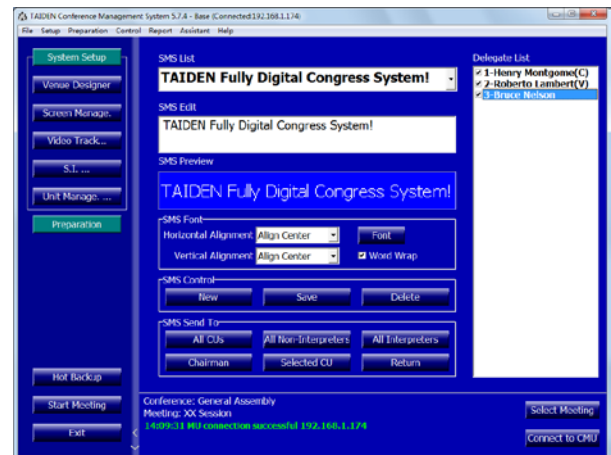 TAIDEN Conference Management System 5.7.4 - Base (Connected:192.168.1.174)
File Setup Preparation Control Report Assistant Help
System Setup
Venue Designer
Screen Manage.
Video Track...
S.I. ...
Unit Manage. ...
Preparation
Hot Backup
Start Meeting
Exit
SMS List
TAIDEN Fully Digital Congress System!
SMS Edit
TAIDEN Fully Digital Congress System!
SMS Preview
TAIDEN Fully Digital Congress System!
SMS Font
Horizontal Alignment Align Center Font
Vertical Alignment Align Center Word Wrap
SMS Control
New Save Delete
SMS Send To
All CUs All Non-Interpreters All Interpreters
Chairman Selected CU Return
Delegate List
1-Henry Montgome(C)
2-Roberto Lambert(V)
3-Bruce Nelson
Conference: General Assembly
Meeting: XX Session
14:09:31 MU connection successful 192.168.1.174
Select Meeting
Connect to CMU